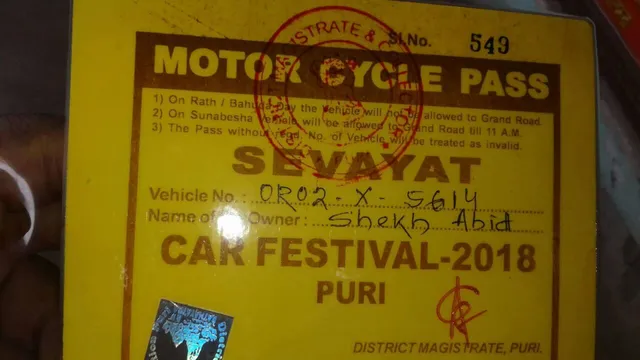 Sl.No. 549
MOTOR CYCLE PASS
1) On Rath / Bahuda Day the Vehicle will not be allowed to Grand Road.
2) On Sunabesha Vehicle will be allowed to Grand Road till 11 A.M.
3) The Pass without regd. No. of Vehicle will be treated as invalid.
SEVAYAT
Vehicle No. : OR02-X-5614
Name of the Owner : Shekh Abid
CAR FESTIVAL-2018
PURI
DISTRICT MAGISTRATE, PURI.